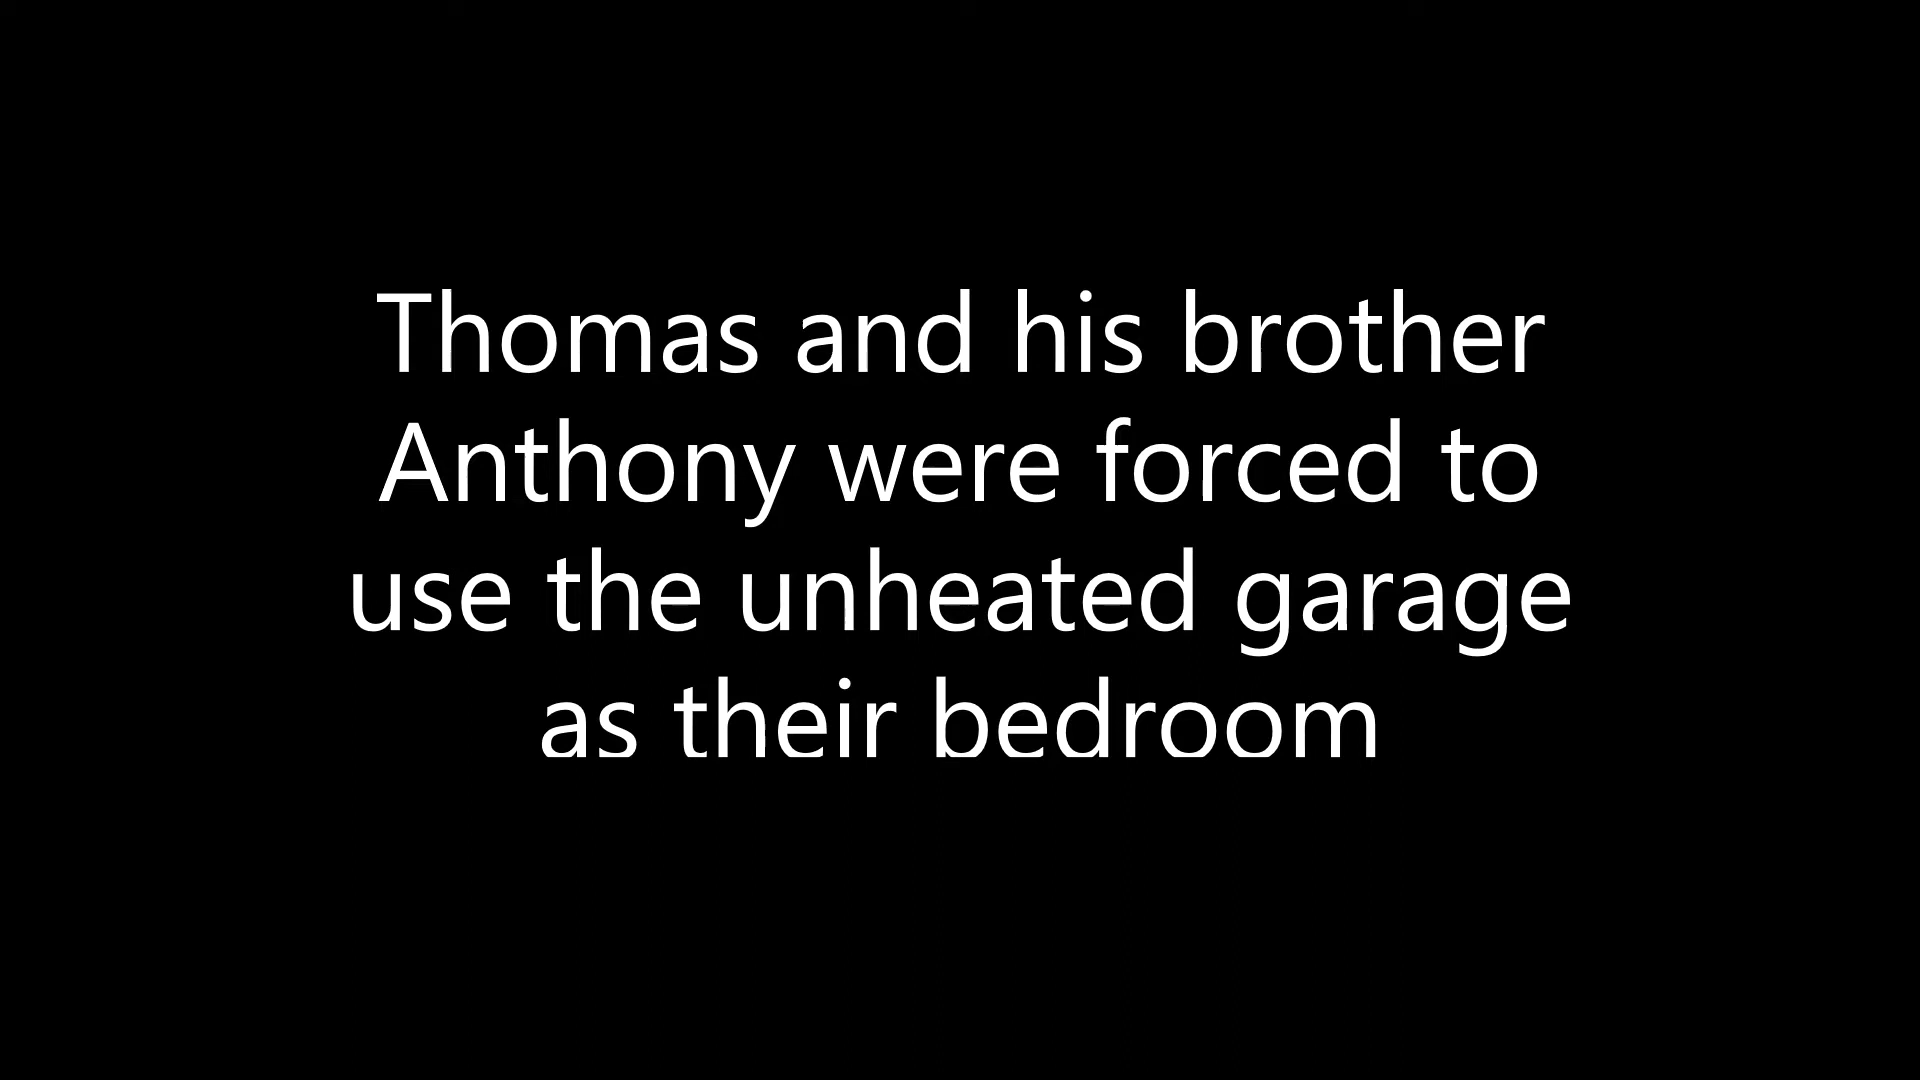 Thomas and his brother
Anthony were forced to
use the unheated garage
as their bedroom